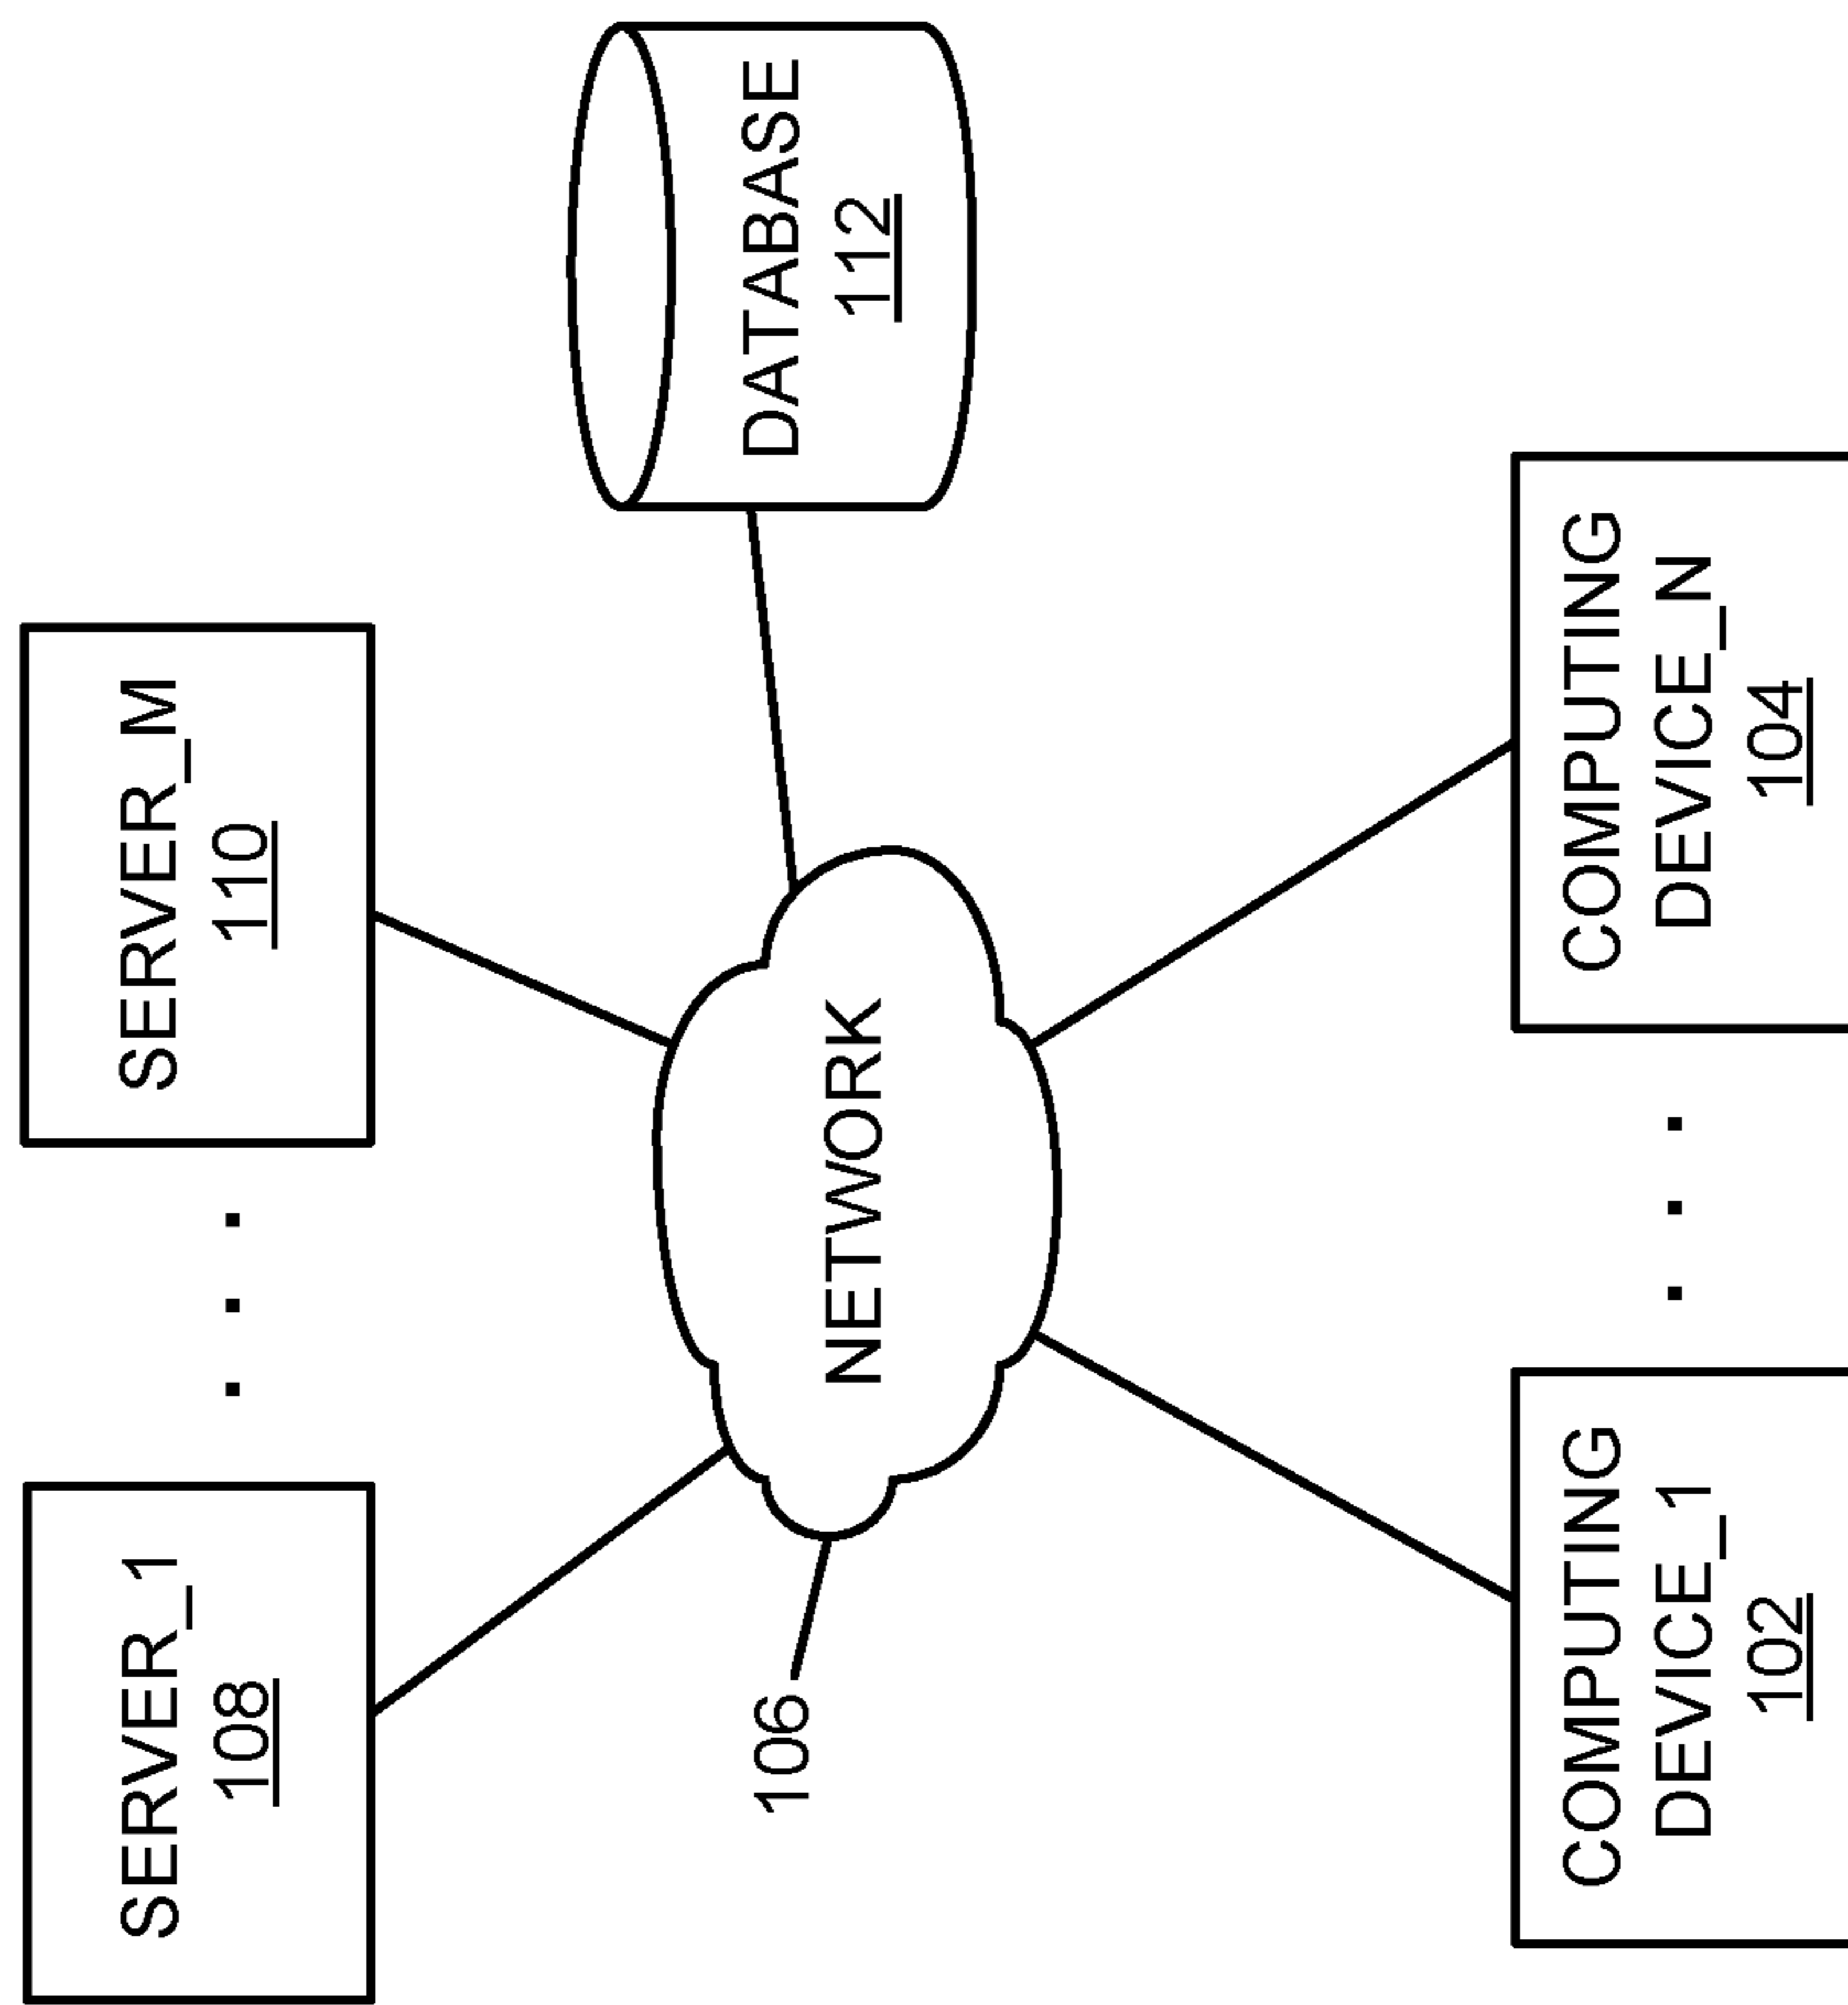 SERVER_1
108
SERVER_M
110
DATABASE
112
NETWORK
106
COMPUTING
DEVICE_1
102
COMPUTING
DEVICE_N
104